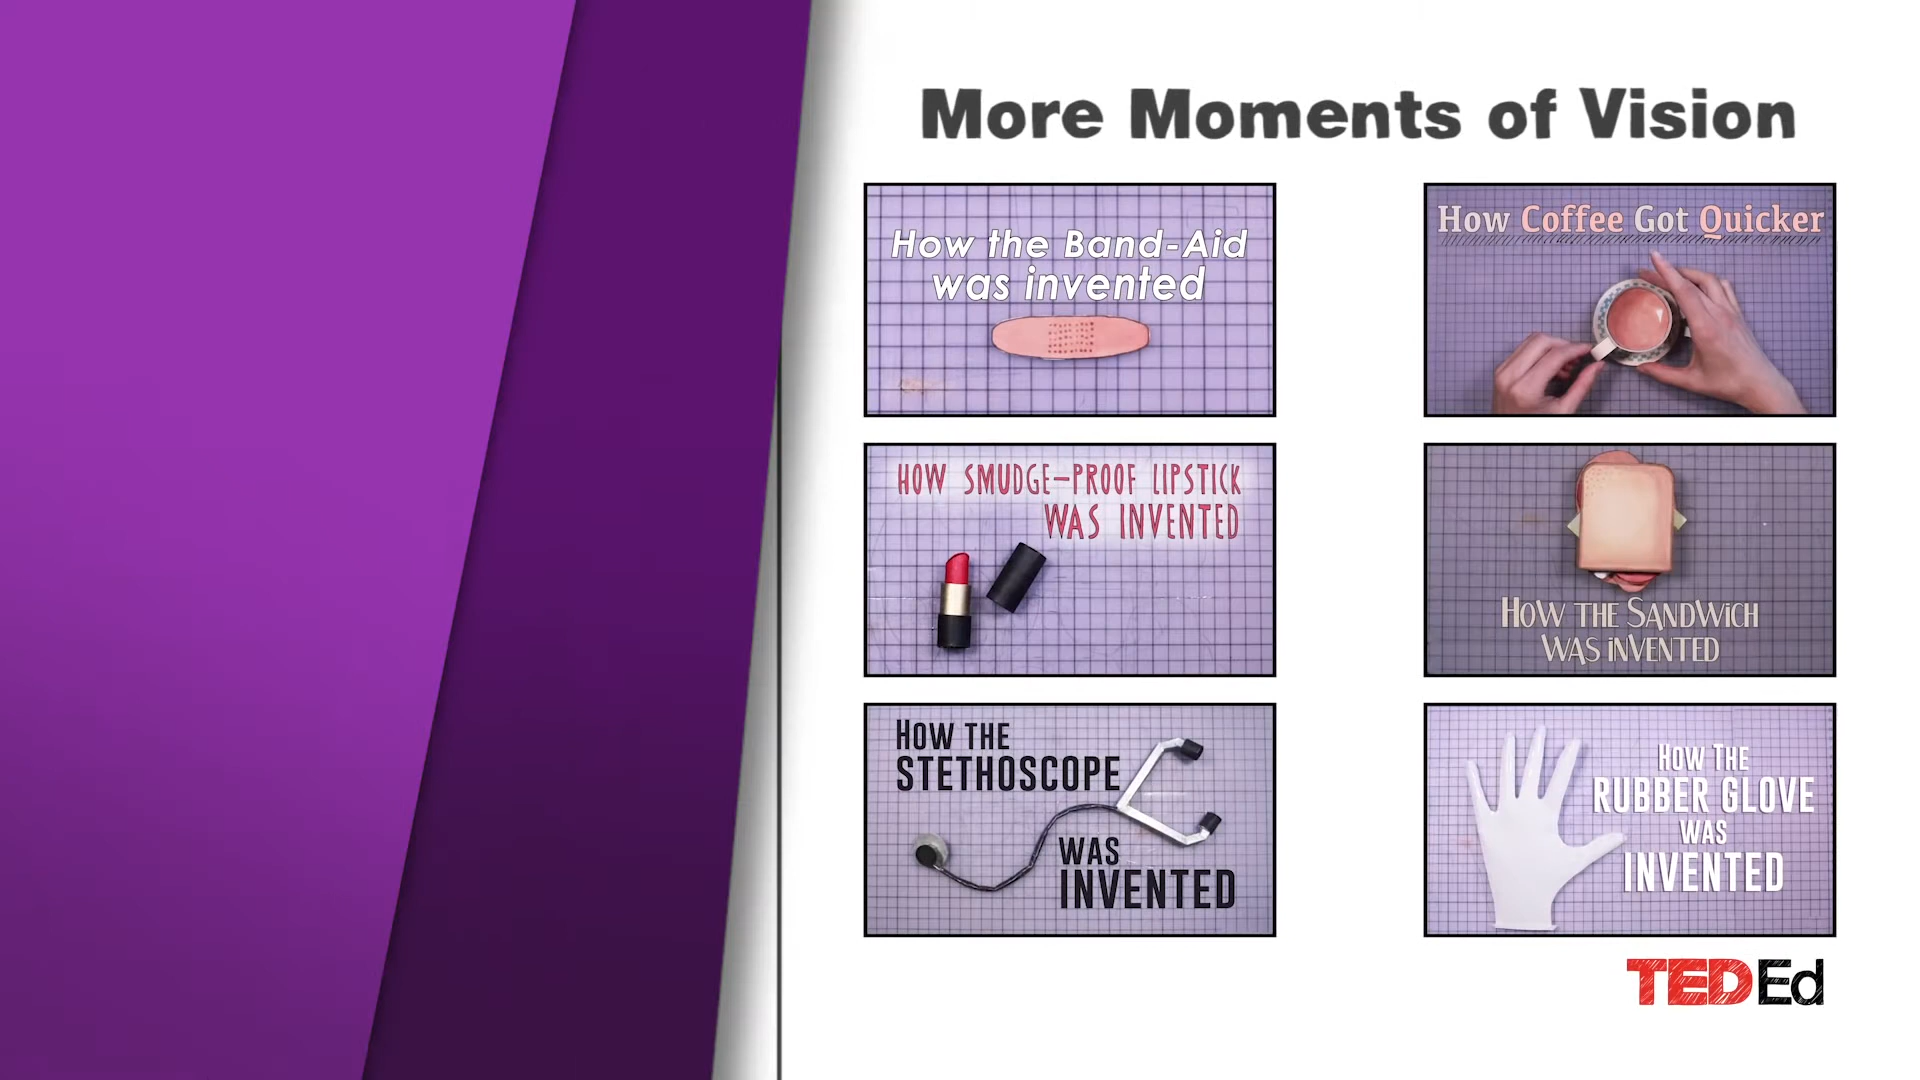 More Moments of Vision
How the Band-Aid
was invented
How Coffee Got Quicker
HOW SMUDGE-PROOF LIPSTICK
WAS INVENTED
HOW THE SANDWiCH
WAS iNVENTED
HOW THE
STETHOSCOPE
WAS
INVENTED
HOW THE
RUBBER GLOVE
WAS
INVENTED
TEDEd